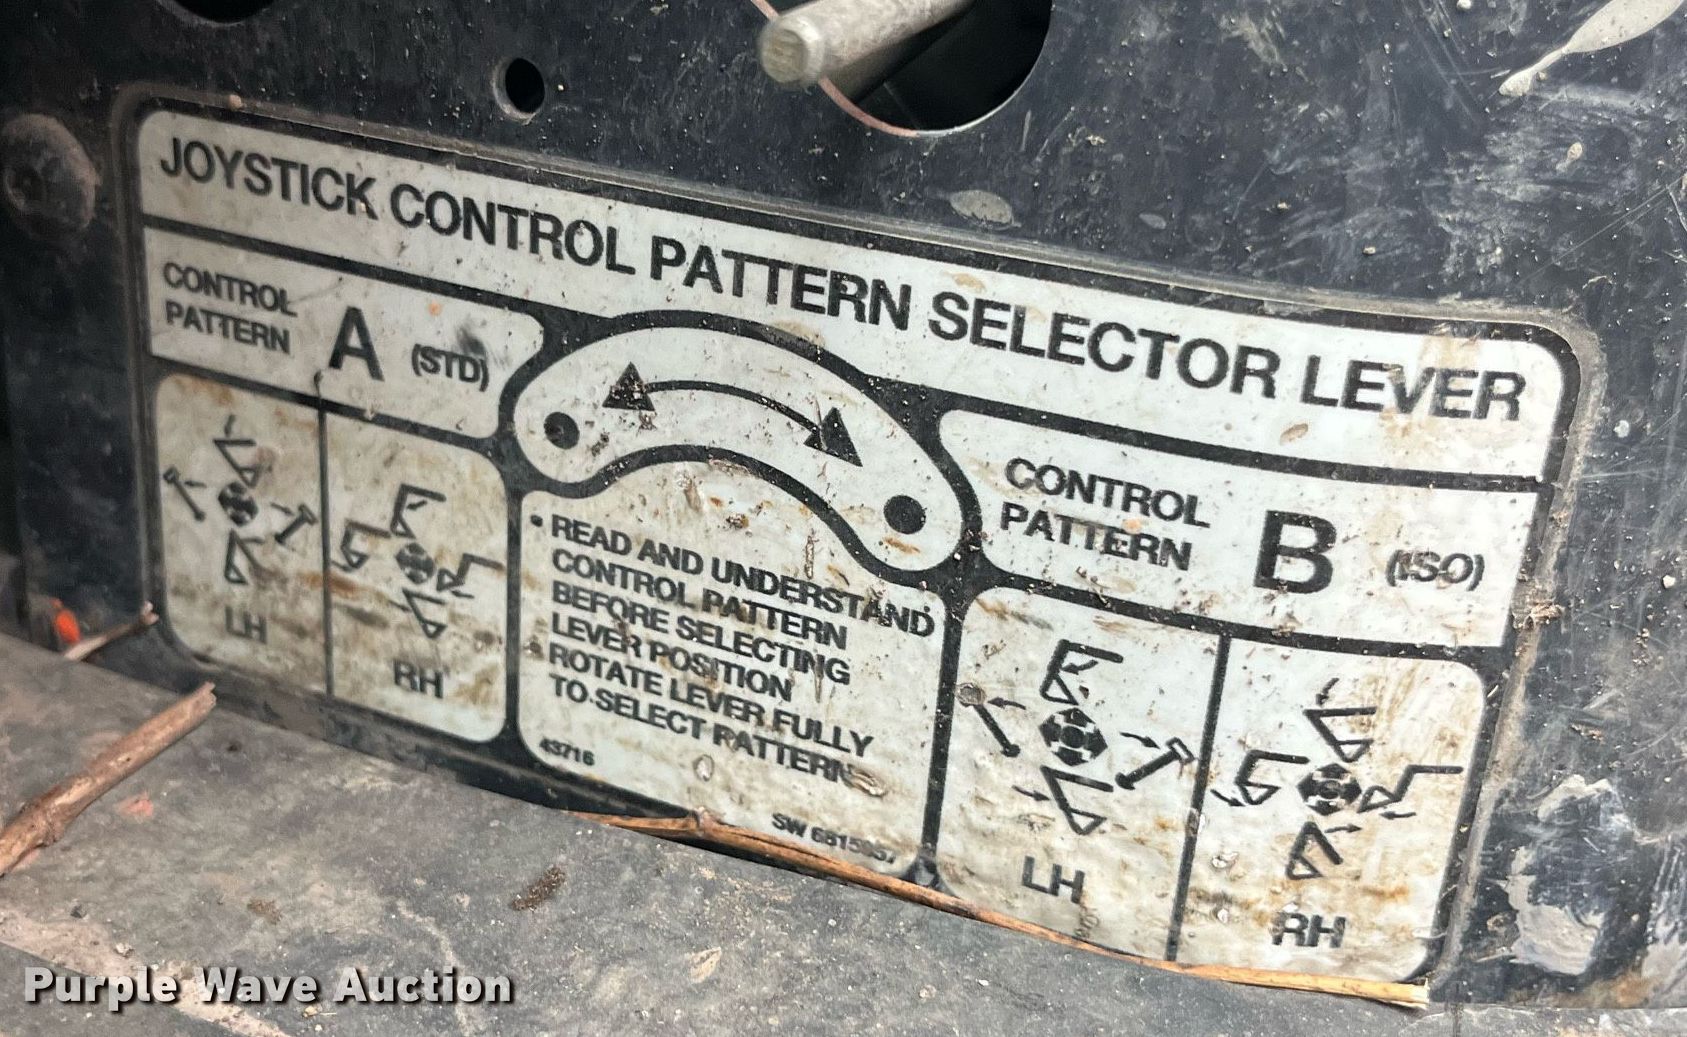 JOYSTICK CONTROL PATTERN SELECTOR LEVER
CONTROL
PATTERN
A (STD)
LH
RH
• READ AND UNDERSTAND
CONTROL PATTERN
BEFORE SELECTING
LEVER POSITION
• ROTATE LEVER FULLY
TO SELECT PATTERN
43716
SW
CONTROL
PATTERN
B (ISO)
LH
RH
Purple Wave Auction